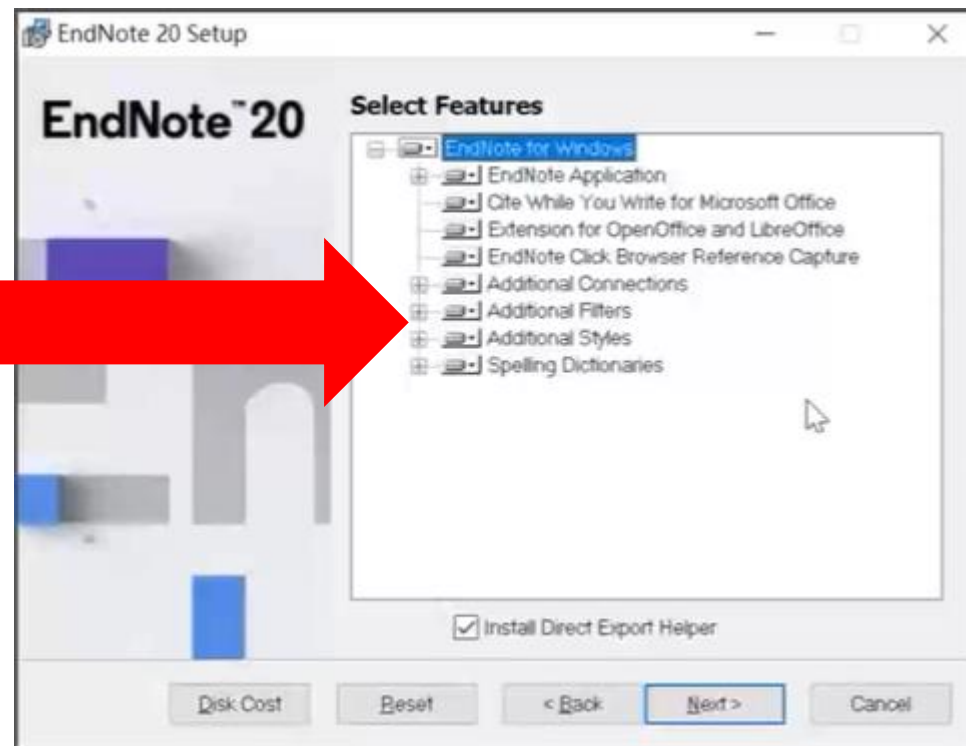 EndNote 20 Setup
EndNote™20
Select Features
EndNote for Windows
EndNote Application
Cite While You Write for Microsoft Office
Extension for OpenOffice and LibreOffice
EndNote Click Browser Reference Capture
Additional Connections
Additional Filters
Additional Styles
Spelling Dictionaries
Install Direct Export Helper
Disk Cost
Reset
< Back
Next >
Cancel